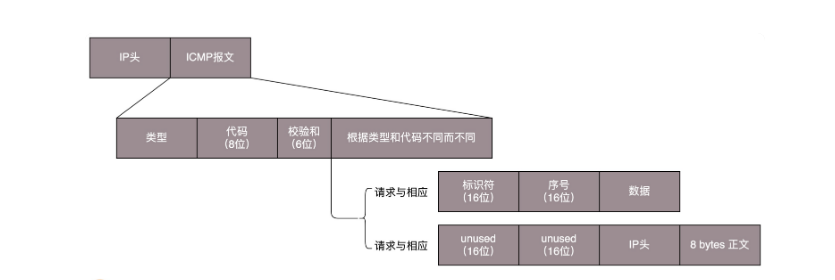 IP头
ICMP报文
类型
代码
（8位）
校验和
（6位）
根据类型和代码不同而不同
请求与相应
标识符
（16位）
序号
（16位）
数据
请求与相应
unused
（16位）
unused
（16位）
IP头
8 bytes 正文